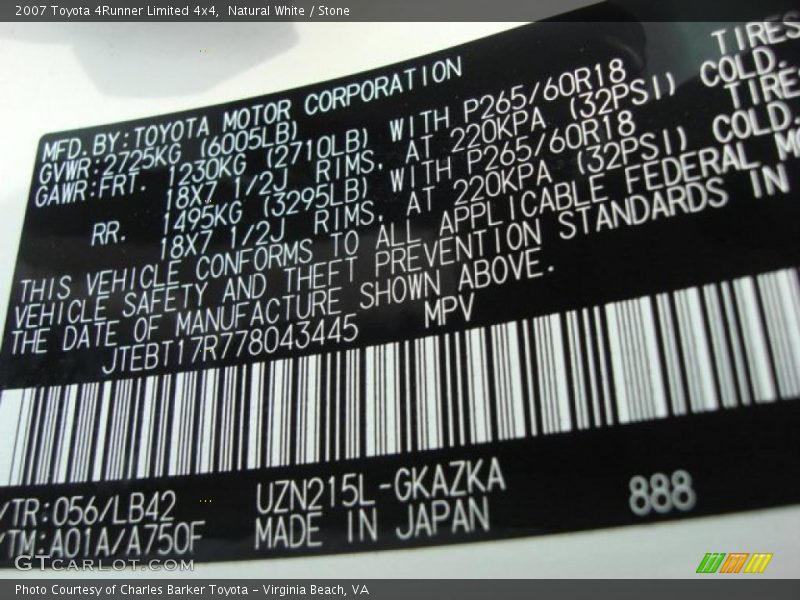 2007 Toyota 4Runner Limited 4x4,  Natural White / Stone
MFD. BY: TOYOTA MOTOR CORPORATION
GVWR: 2725KG (6005LB)
GAWR: FRT. 1230KG (2710LB) WITH P265/60R18 TIRES
18X7 1/2J RIMS, AT 220KPA (32PSI) COLD.
RR. 1495KG (3295LB) WITH P265/60R18 TIRES
18X7 1/2J RIMS, AT 220KPA (32PSI) COLD.
THIS VEHICLE CONFORMS TO ALL APPLICABLE FEDERAL MO
VEHICLE SAFETY AND THEFT PREVENTION STANDARDS IN
THE DATE OF MANUFACTURE SHOWN ABOVE.
JTEBT17R778043445 MPV
/TR: 056/LB42 UZN215L-GKAZKA 888
/TM: A01A/A750F MADE IN JAPAN
GTCARLOT.COM
Photo Courtesy of Charles Barker Toyota - Virginia Beach, VA